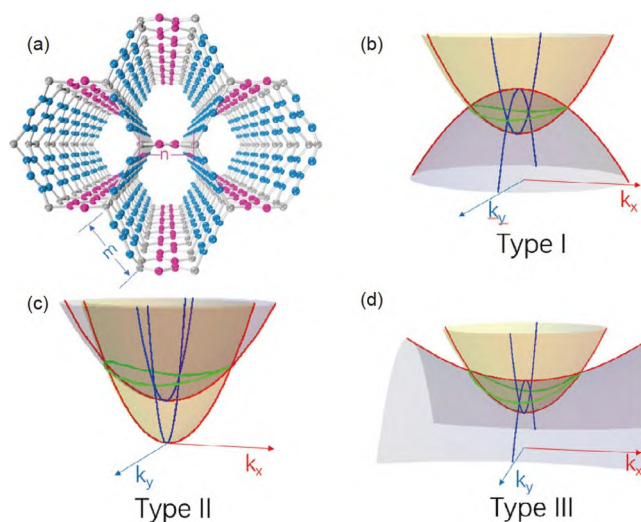 (a)
n
m
(b)
k_x
k_y
Type I
(c)
k_x
k_y
Type II
(d)
k_x
k_y
Type III